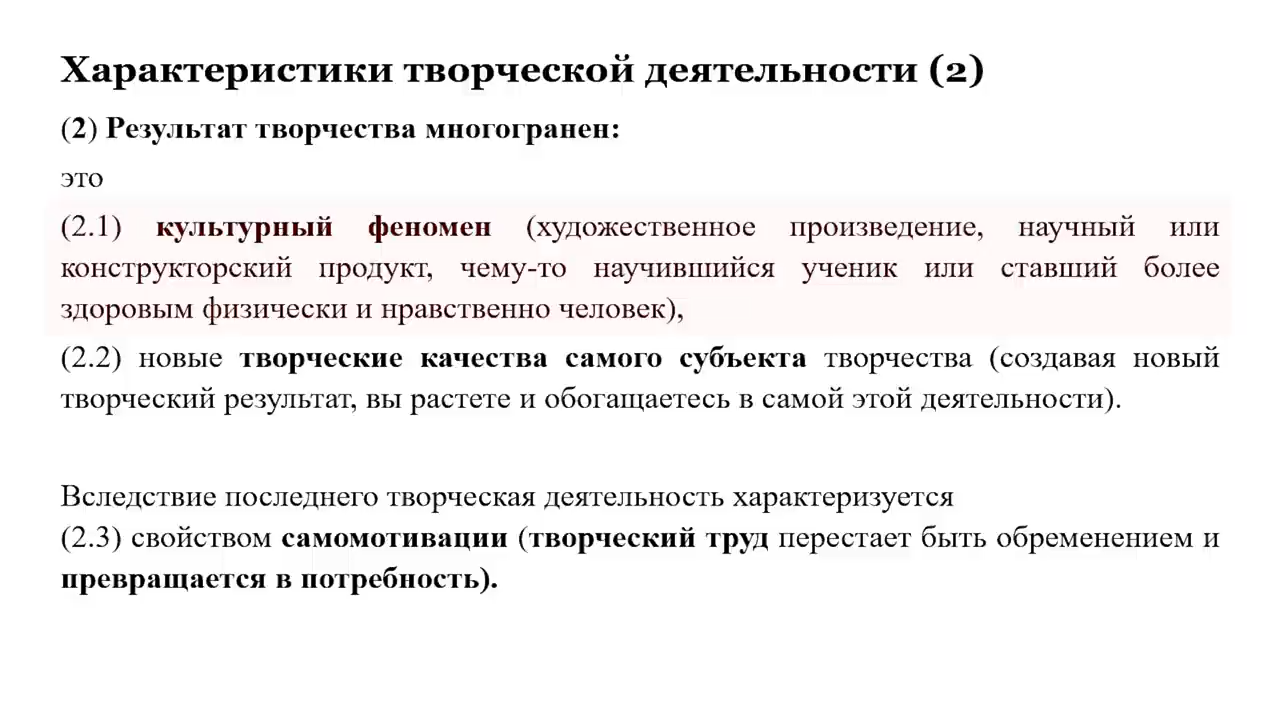 Характеристики творческой деятельности (2)
(2) Результат творчества многогранен:
это
(2.1) культурный феномен (художественное произведение, научный или
конструкторский продукт, чему-то научившийся ученик или ставший более
здоровым физически и нравственно человек),
(2.2) новые творческие качества самого субъекта творчества (создавая новый
творческий результат, вы растете и обогащаетесь в самой этой деятельности).
Вследствие последнего творческая деятельность характеризуется
(2.3) свойством самомотивации (творческий труд перестает быть обременением и
превращается в потребность).